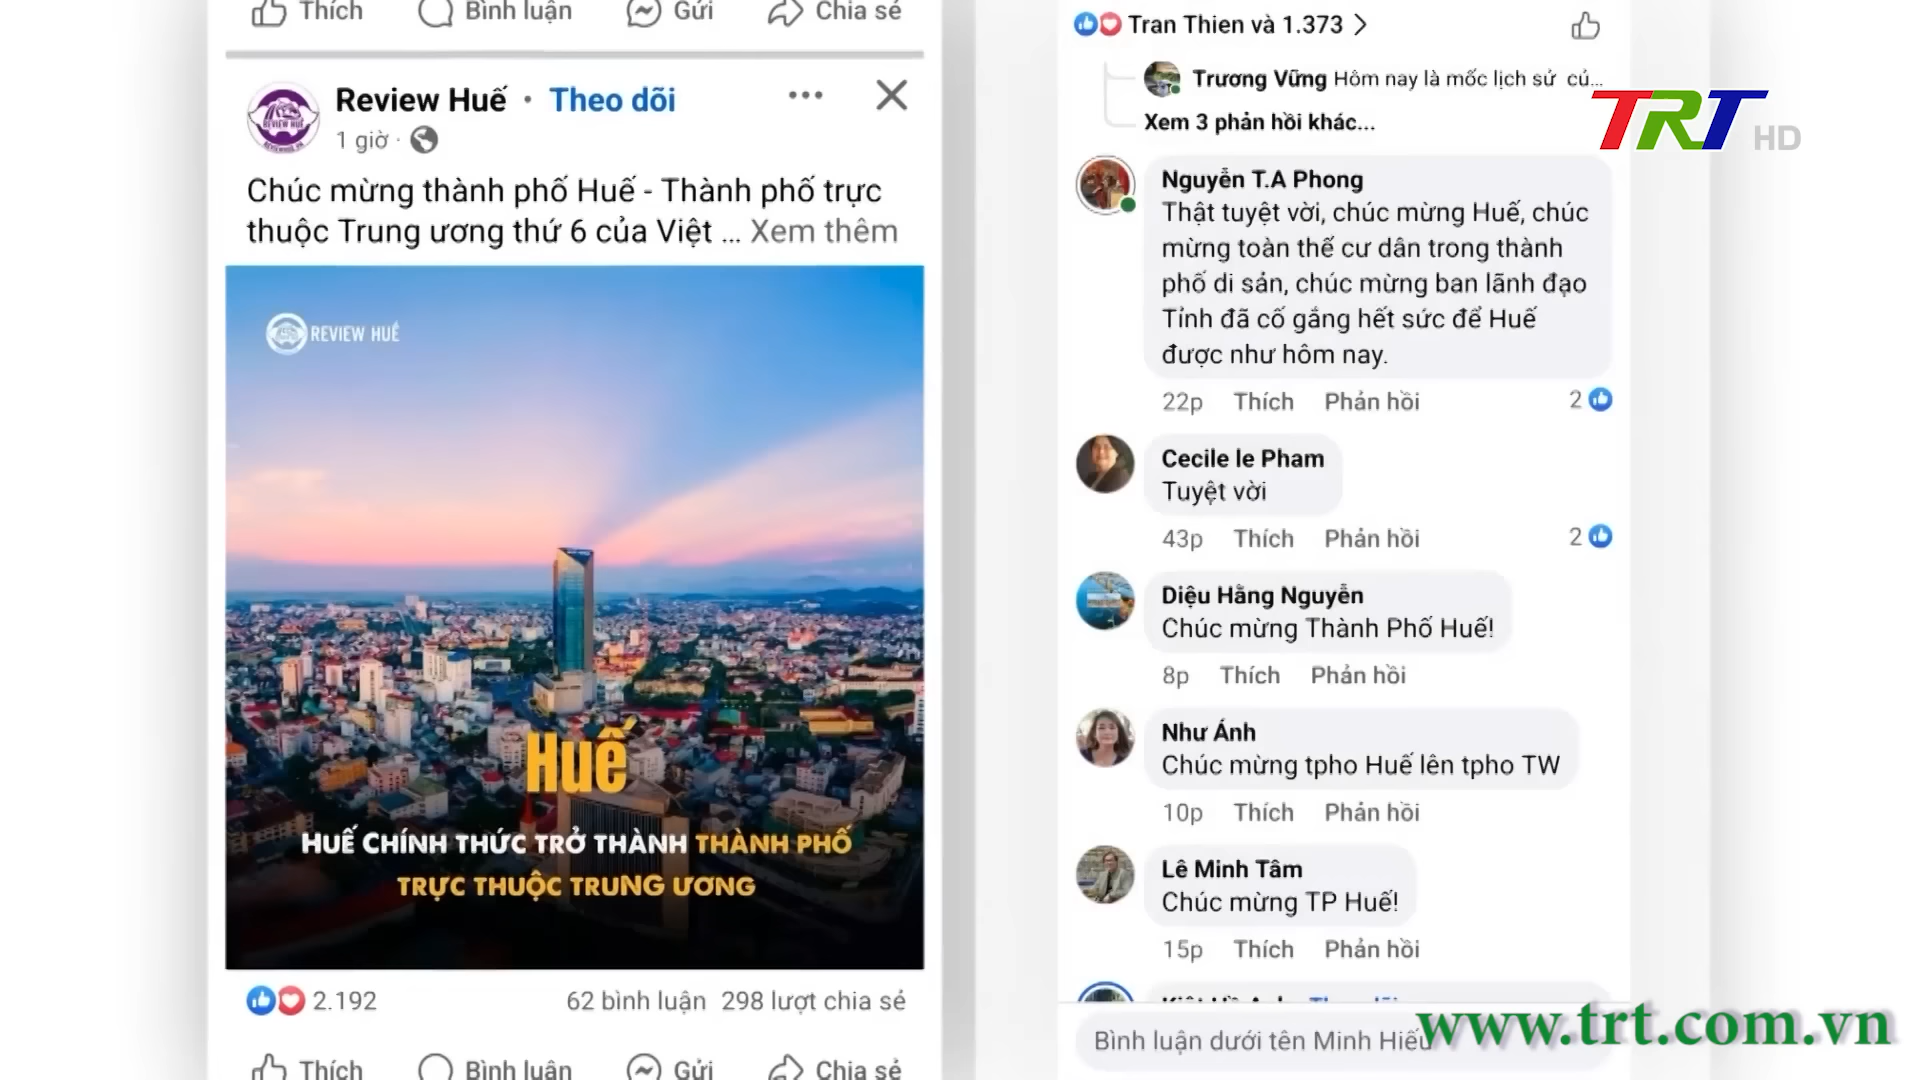 Thích Bình luận Gửi Chia sẻ
Review Huế · Theo dõi
1 giờ ·
Chúc mừng thành phố Huế - Thành phố trực
thuộc Trung ương thứ 6 của Việt ... Xem thêm
REVIEW HUẾ
Huế
HUẾ CHÍNH THỨC TRỞ THÀNH THÀNH PHỐ
TRỰC THUỘC TRUNG ƯƠNG
2.192 62 bình luận 298 lượt chia sẻ
Thích Bình luận Gửi Chia sẻ
Tran Thien và 1.373
Trương Vững Hôm nay là mốc lịch sử củ...
Xem 3 phản hồi khác...
TRT HD
Nguyễn T.A Phong
Thật tuyệt vời, chúc mừng Huế, chúc
mừng toàn thể cư dân trong thành
phố di sản, chúc mừng ban lãnh đạo
Tỉnh đã cố gắng hết sức để Huế
được như hôm nay.
22p Thích Phản hồi 2
Cecile le Pham
Tuyệt vời
43p Thích Phản hồi 2
Diệu Hằng Nguyễn
Chúc mừng Thành Phố Huế!
8p Thích Phản hồi
Như Ánh
Chúc mừng tpho Huế lên tpho TW
10p Thích Phản hồi
Lê Minh Tâm
Chúc mừng TP Huế!
15p Thích Phản hồi
Bình luận dưới tên Minh Hiếu
www.trt.com.vn